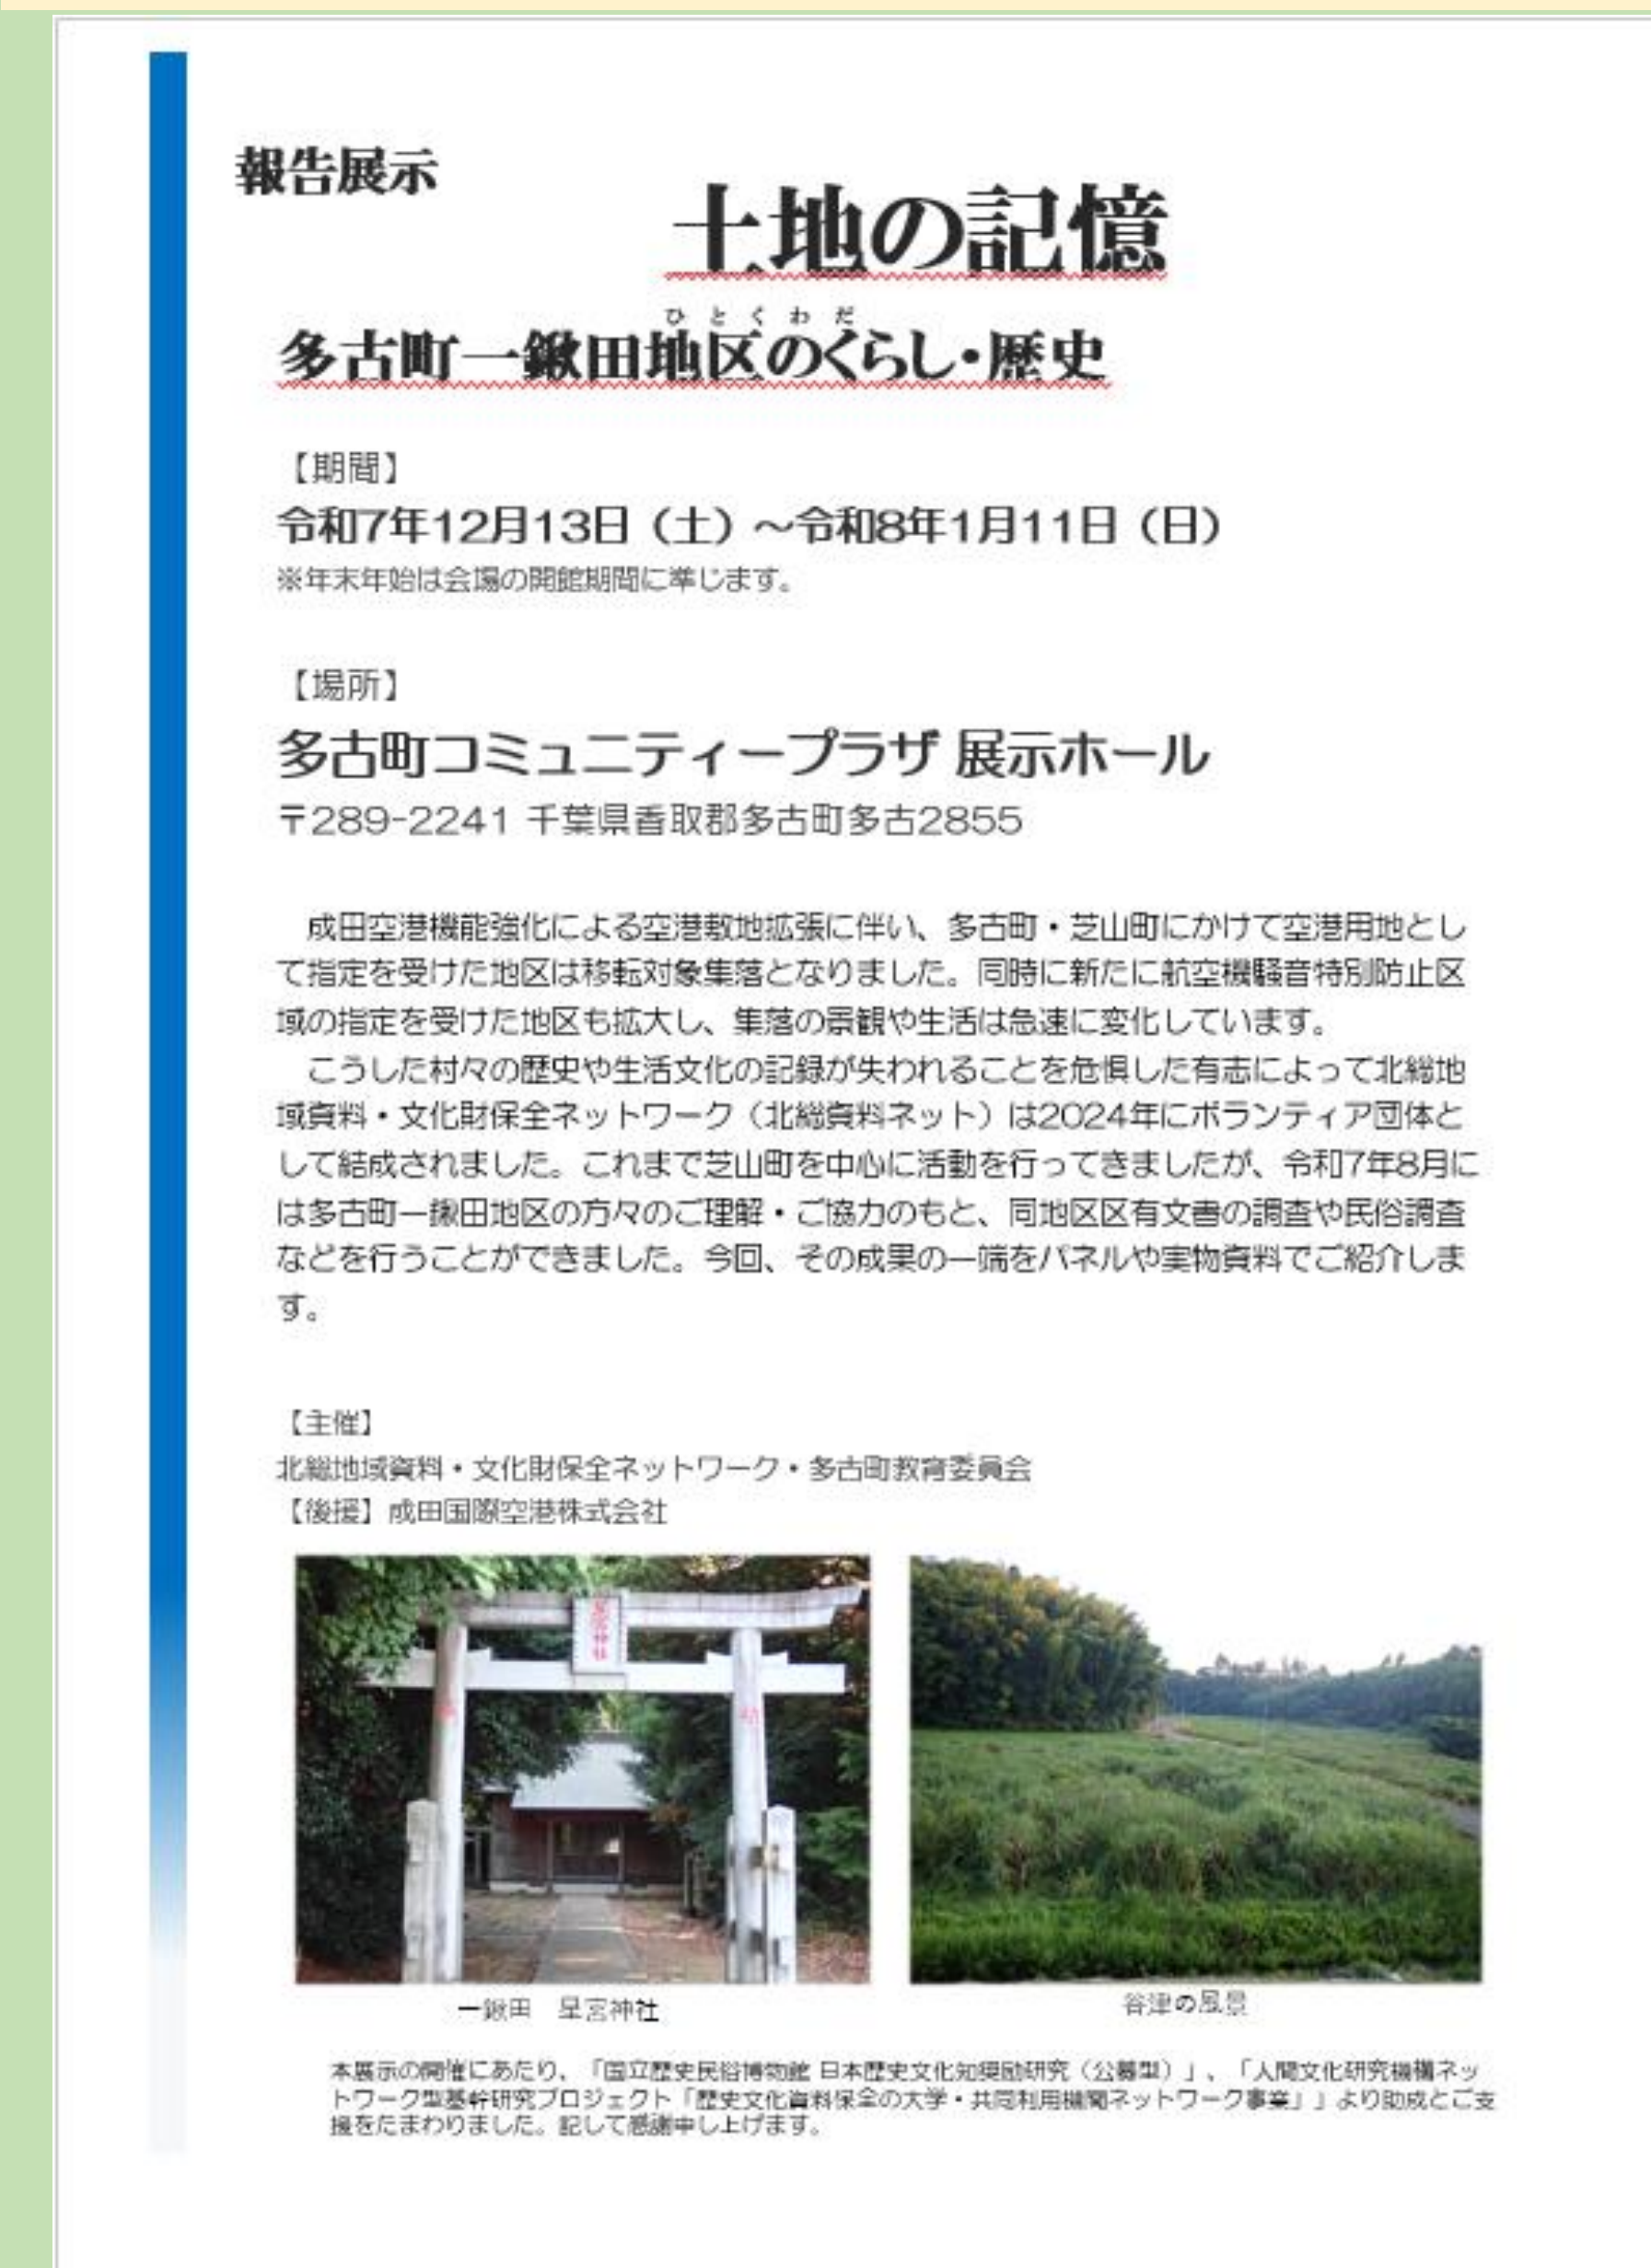 報告展示
土地の記憶
ひとくわだ
多古町一鍬田地区のくらし・歴史
【期間】
令和7年12月13日（土）～令和8年1月11日（日）
※年末年始は会場の開館期間に準じます。
【場所】
多古町コミュニティープラザ 展示ホール
〒289-2241 千葉県香取郡多古町多古2855
成田空港機能強化による空港敷地拡張に伴い、多古町・芝山町にかけて空港用地とし
て指定を受けた地区は移転対象集落となりました。同時に新たに航空機騒音特別防止区
域の指定を受けた地区も拡大し、集落の景観や生活は急速に変化しています。
こうした村々の歴史や生活文化の記録が失われることを危惧した有志によって北総地
域資料・文化財保全ネットワーク（北総資料ネット）は2024年にボランティア団体と
して結成されました。これまで芝山町を中心に活動を行ってきましたが、令和7年8月に
は多古町一鍬田地区の方々のご理解・ご協力のもと、同地区区有文書の調査や民俗調査
などを行うことができました。今回、その成果の一端をパネルや実物資料でご紹介しま
す。
【主催】
北総地域資料・文化財保全ネットワーク・多古町教育委員会
【後援】成田国際空港株式会社
星宮神社
一鍬田　星宮神社
谷津の風景
本展示の開催にあたり、「国立歴史民俗博物館 日本歴史文化知奨励研究（公募型）」、「人間文化研究機構ネッ
トワーク型基幹研究プロジェクト「歴史文化資料保全の大学・共同利用機関ネットワーク事業」」より助成とご支
援をたまわりました。記して感謝申し上げます。